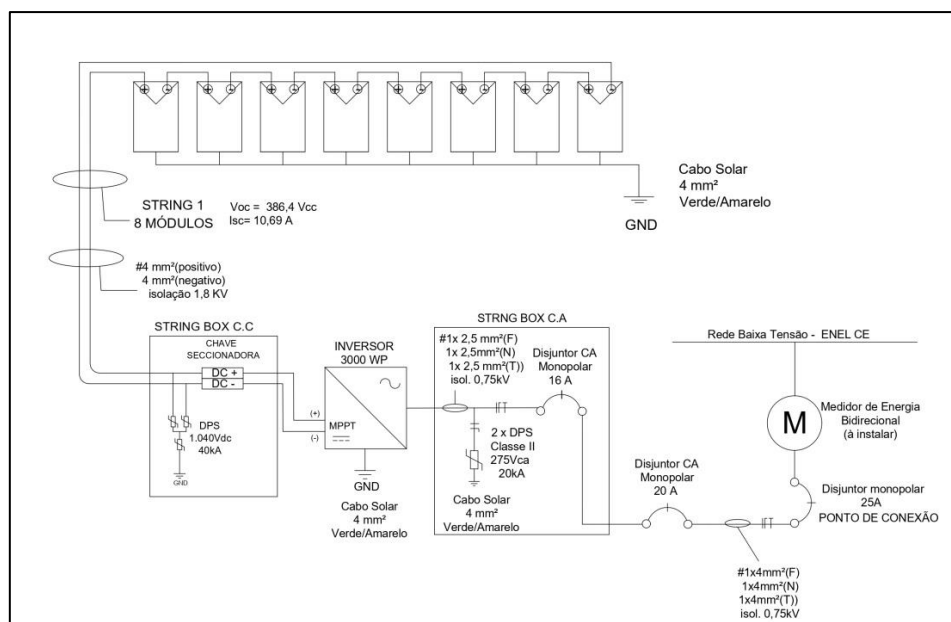 Cabo Solar
4 mm²
Verde/Amarelo
GND
STRING 1
8 MÓDULOS
Voc = 386,4 Vcc
Isc= 10,69 A
#4 mm²(positivo)
4 mm²(negativo)
isolação 1,8 KV
STRING BOX C.C
CHAVE
SECCIONADORA
DC +
DC -
DPS
1.040Vdc
40kA
GND
INVERSOR
3000 WP
(+)
(-)
MPPT
GND
Cabo Solar
4 mm²
Verde/Amarelo
STRNG BOX C.A
#1x 2,5 mm²(F)
1x 2,5mm²(N)
1x 2,5 mm²(T))
isol. 0,75kV
Disjuntor CA
Monopolar
16 A
2 x DPS
Classe II
275Vca
20kA
Cabo Solar
4 mm²
Verde/Amarelo
Disjuntor CA
Monopolar
20 A
Rede Baixa Tensão - ENEL CE
M
Medidor de Energia
Bidirecional
(à instalar)
Disjuntor monopolar
25A
PONTO DE CONEXÃO
#1x4mm²(F)
1x4mm²(N)
1x4mm²(T))
isol. 0,75kV